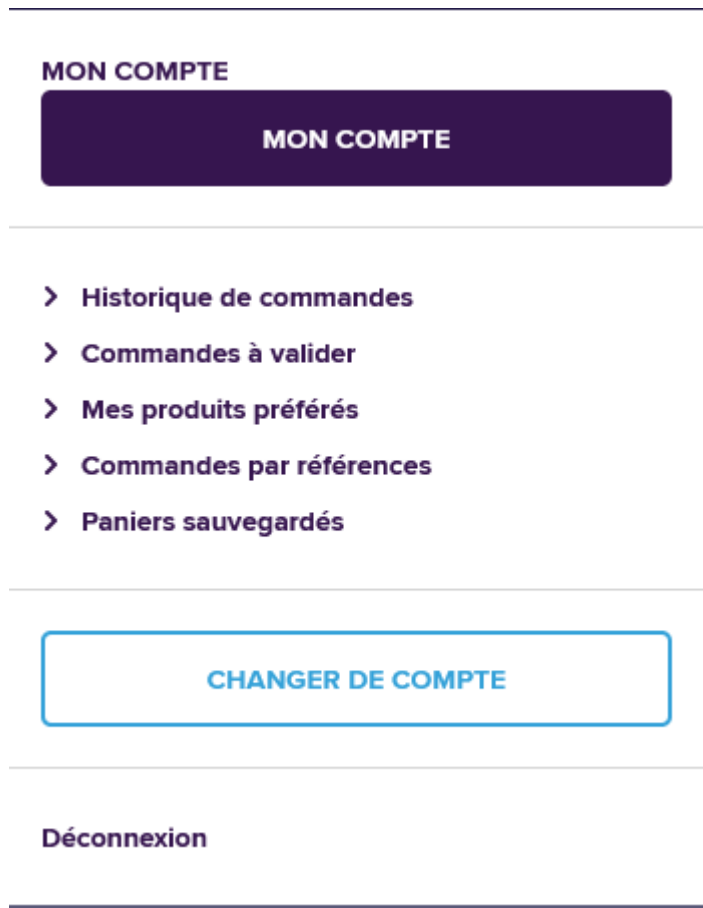 MON COMPTE
MON COMPTE
Historique de commandes
Commandes à valider
Mes produits préférés
Commandes par références
Paniers sauvegardés
CHANGER DE COMPTE
Déconnexion